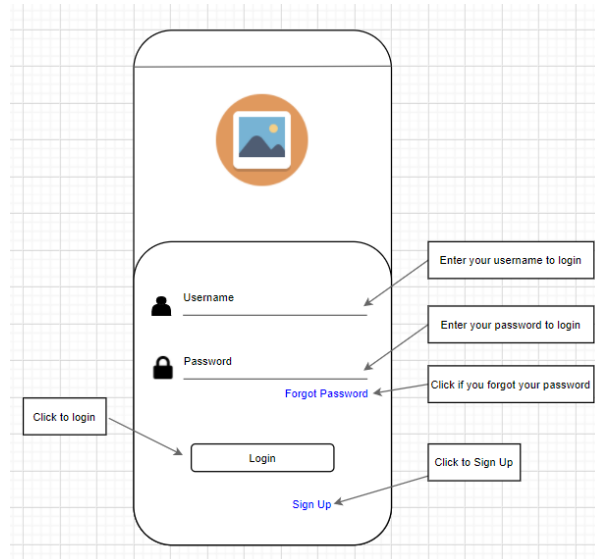 Enter your username to login
Username
Enter your password to login
Password
Click if you forgot your password
Forgot Password
Click to login
Login
Click to Sign Up
Sign Up